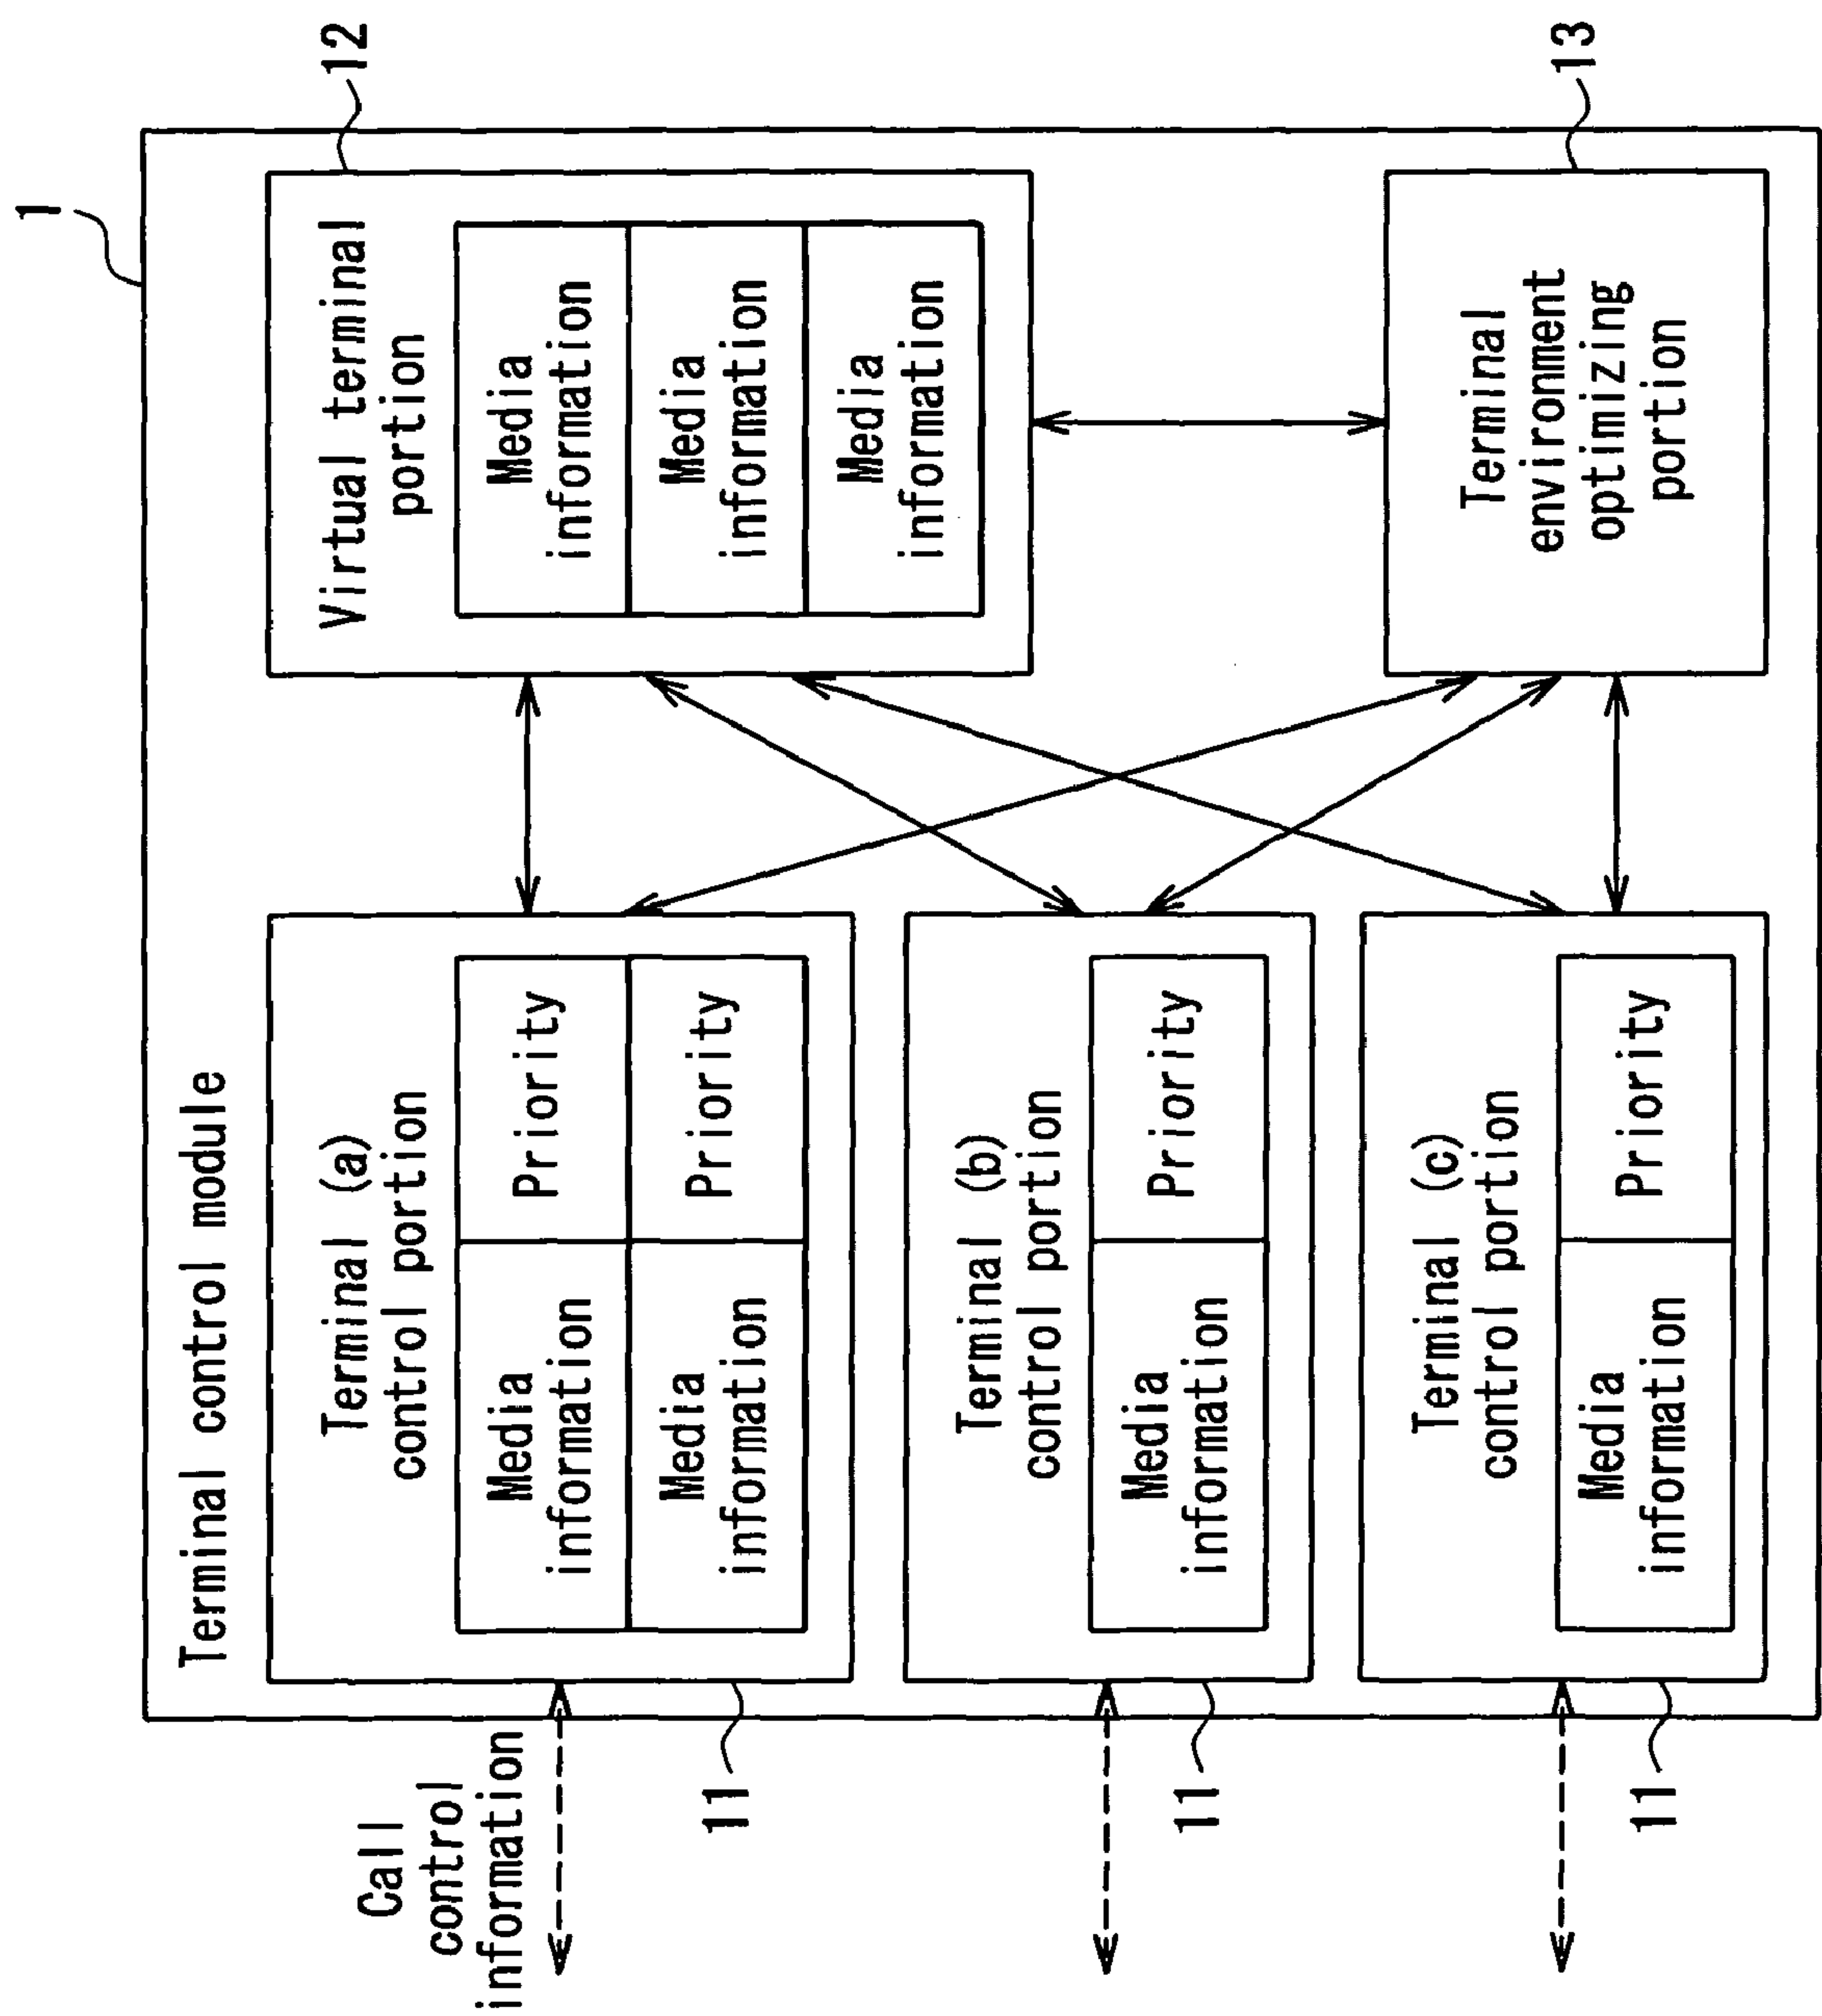 1
Terminal control module
Call
control
information
Terminal (a)
control portion
Media
information
Priority
Media
information
Priority
11
Terminal (b)
control portion
Media
information
Priority
11
Terminal (c)
control portion
Media
information
Priority
11
Virtual terminal
portion
Media
information
Media
information
Media
information
12
Terminal
environment
optimizing
portion
13